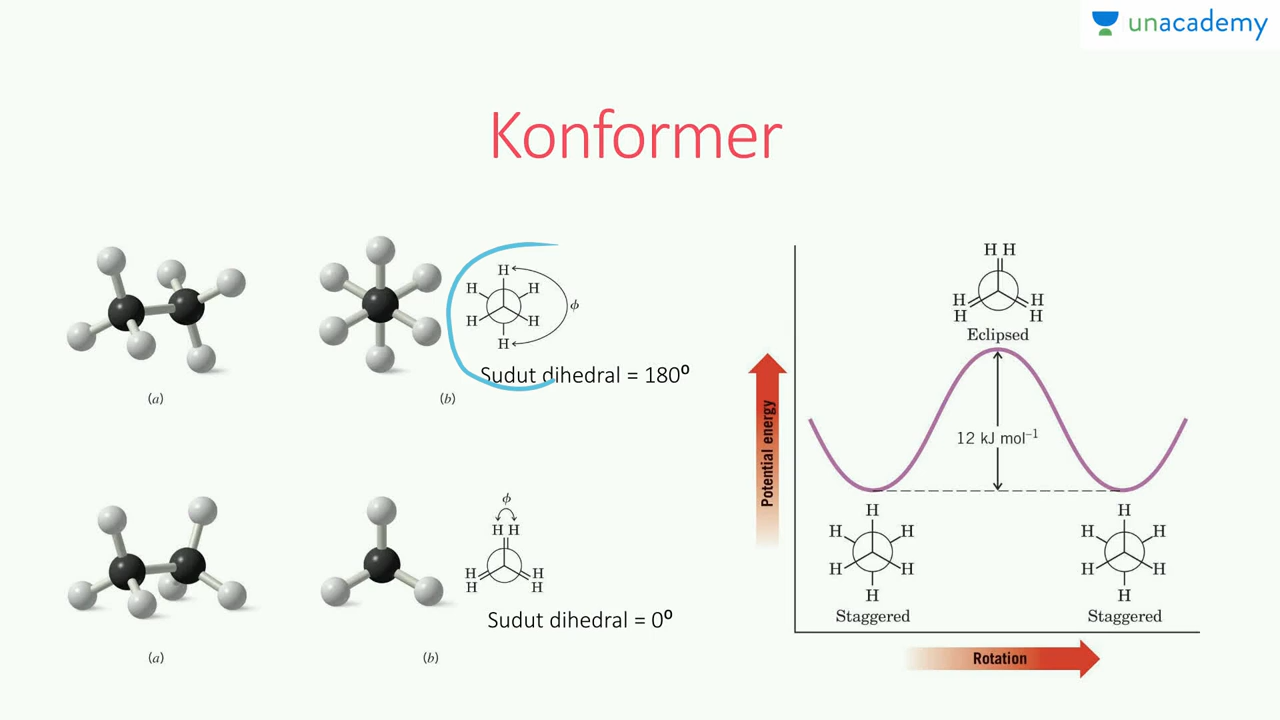 unacademy
Konformer
H
H H
H H
H
ϕ
Sudut dihedral = 180⁰
(a)
(b)
ϕ
H H
H H
H H
Sudut dihedral = 0⁰
(a)
(b)
H H
H H
H H
Eclipsed
Potential energy
12 kJ mol⁻¹
H
H H
H H
H
Staggered
H
H H
H H
H
Staggered
Rotation